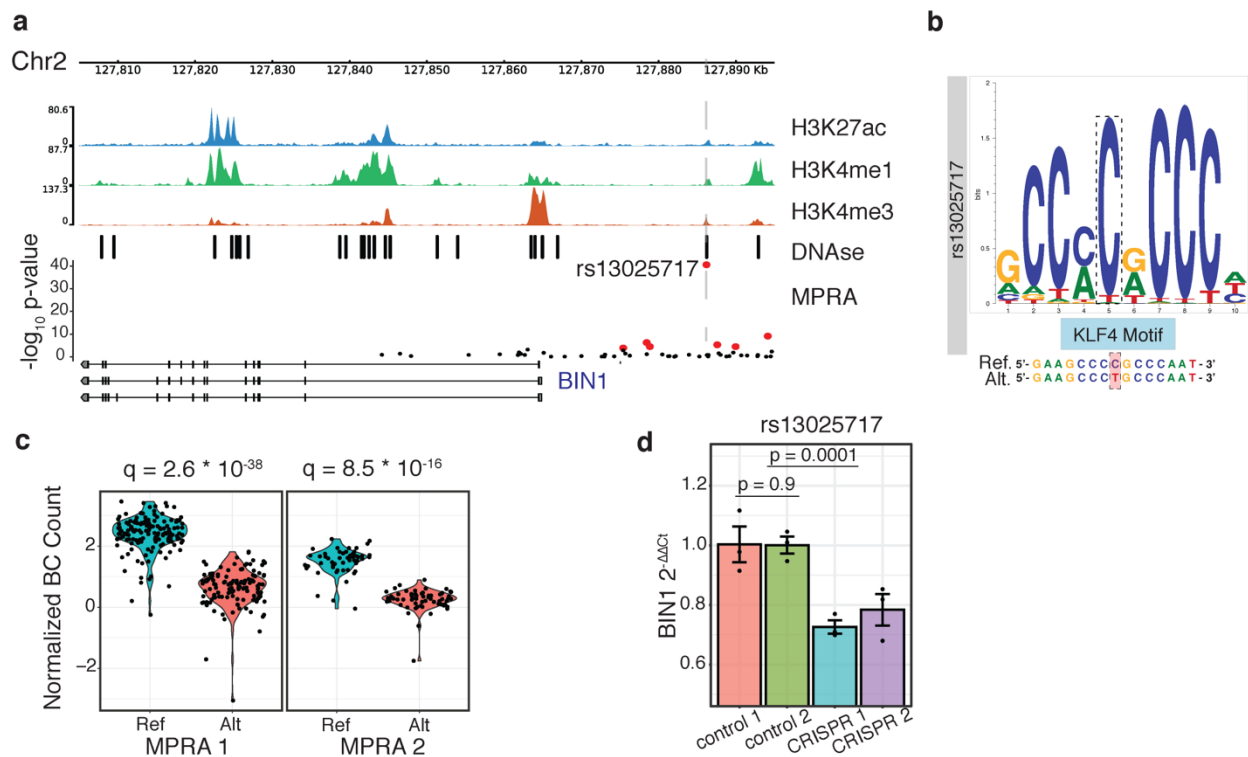 a
Chr2
127,810 127,820 127,830 127,840 127,850 127,860 127,870 127,880 127,890 Kb
80.6
0
H3K27ac
87.7
0
H3K4me1
137.3
0
H3K4me3
DNAse
rs13025717
MPRA
-log10 p-value
40
30
20
10
0
BIN1
b
rs13025717
bits
2
1.5
1
0.5
0
G C C C C G C C C A
A A T A A T T
C G T C
T
1 2 3 4 5 6 7 8 9 10
KLF4 Motif
Ref. 5'- G A A G C C C C G C C C A A T - 3'
Alt. 5'- G A A G C C C T G C C C A A T - 3'
c
q = 2.6 * 10-38
q = 8.5 * 10-16
Normalized BC Count
2
0
−2
Ref Alt
MPRA 1
Ref Alt
MPRA 2
d
rs13025717
p = 0.0001
p = 0.9
BIN1 2-ΔΔCt
1.2
1.0
0.8
0.6
control 1
control 2
CRISPR 1
CRISPR 2